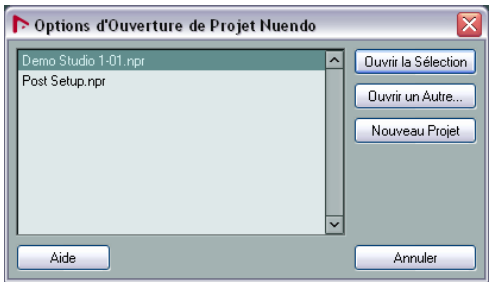 Options d'Ouverture de Projet Nuendo
Demo Studio 1-01.npr
Post Setup.npr
Ouvrir la Sélection
Ouvrir un Autre...
Nouveau Projet
Aide
Annuler